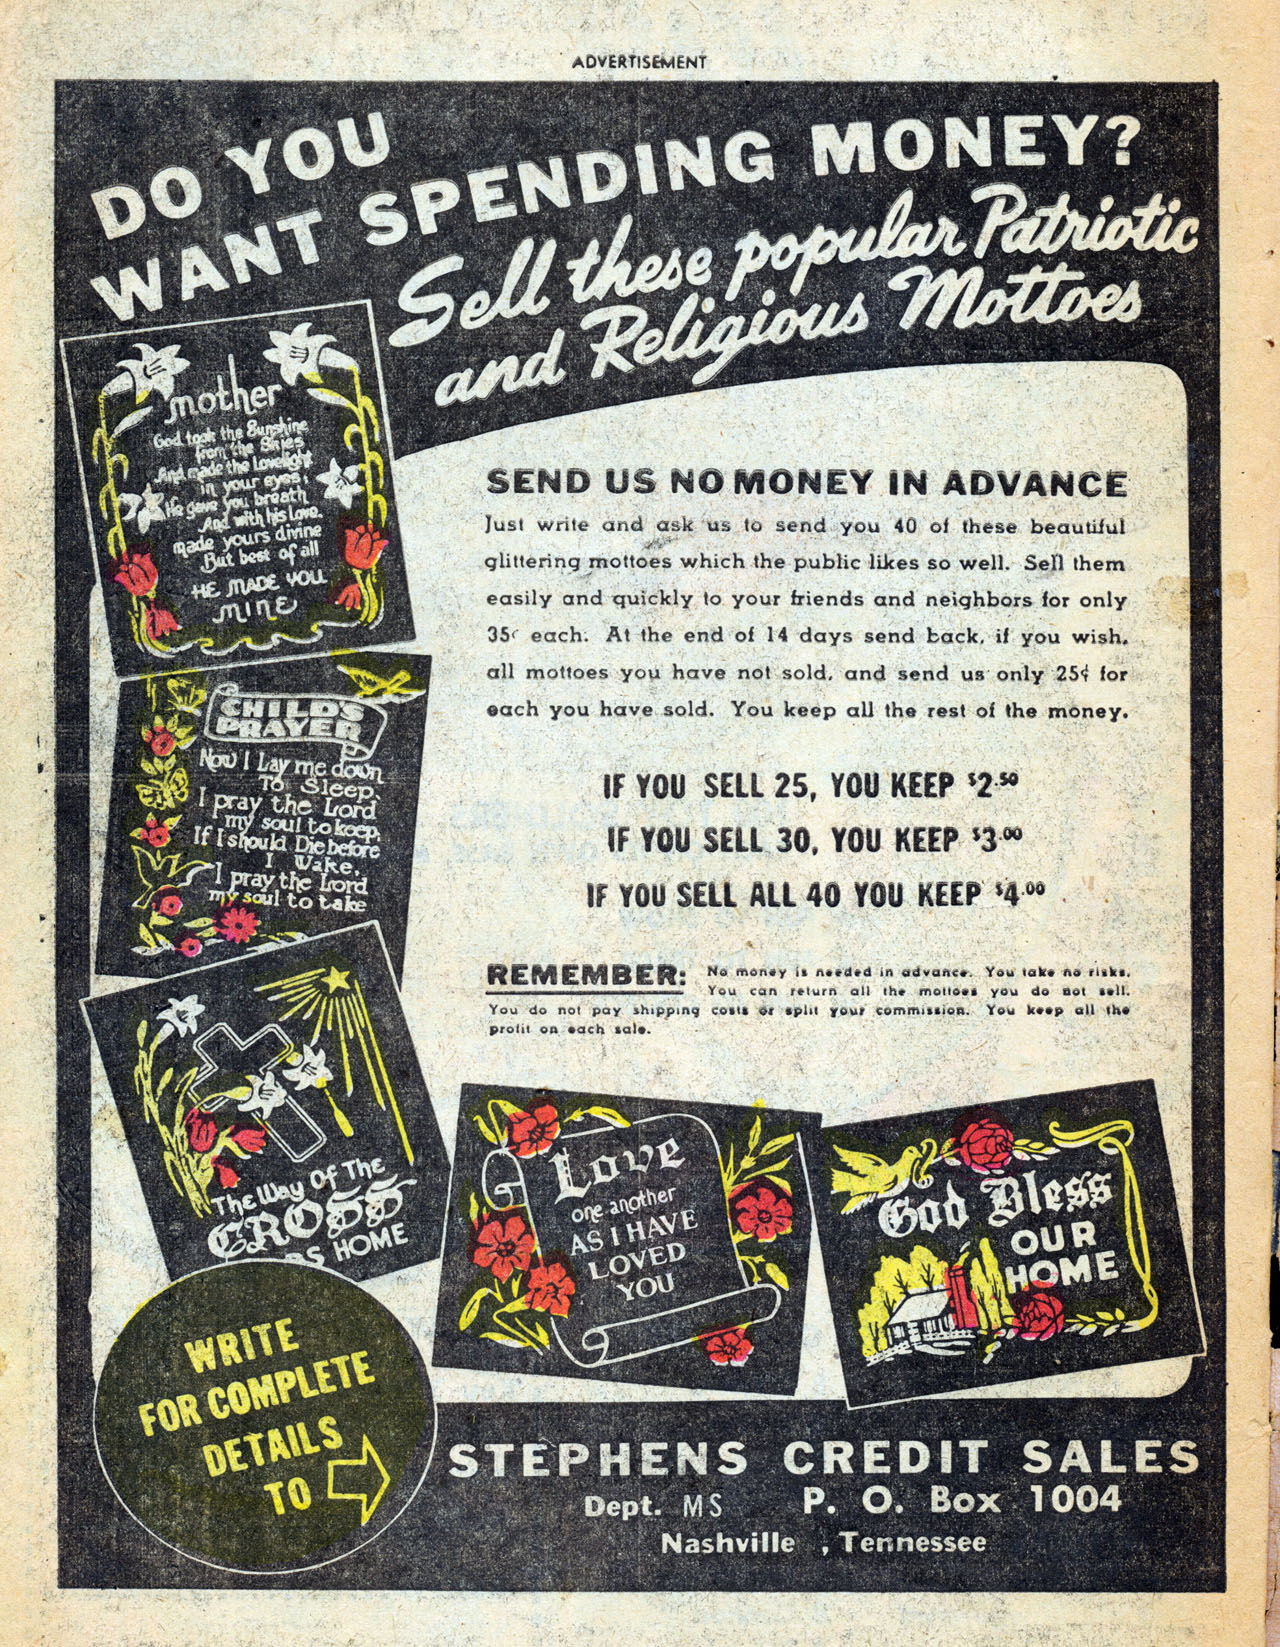 ADVERTISEMENT
DO YOU
WANT SPENDING MONEY?
Sell these popular Patriotic
and Religious Mottoes
mother
God took the Sunshine
from the Skies
And made the Lovelight
in your eyes,
He gave you breath
And with his Love.
made yours divine
But best of all
HE MADE YOU
MINE
SEND US NO MONEY IN ADVANCE
Just write and ask us to send you 40 of these beautiful
glittering mottoes which the public likes so well. Sell them
easily and quickly to your friends and neighbors for only
35¢ each. At the end of 14 days send back, if you wish,
all mottoes you have not sold, and send us only 25¢ for
each you have sold. You keep all the rest of the money.
CHILD'S
PRAYER
Now I Lay me down
To Sleep,
I pray the Lord
my soul to keep,
If I should Die before
I Wake,
I pray the Lord
my soul to take
IF YOU SELL 25, YOU KEEP $2.50
IF YOU SELL 30, YOU KEEP $3.00
IF YOU SELL ALL 40 YOU KEEP $4.00
REMEMBER: No money is needed in advance. You take no risks.
You can return all the mottoes you do not sell.
You do not pay shipping costs or split your commission. You keep all the
profit on each sale.
The Way Of The
CROSS
HOME
Love
one another
AS I HAVE
LOVED
YOU
God Bless
OUR
HOME
WRITE
FOR COMPLETE
DETAILS
TO
STEPHENS CREDIT SALES
Dept. MS P. O. Box 1004
Nashville , Tennessee